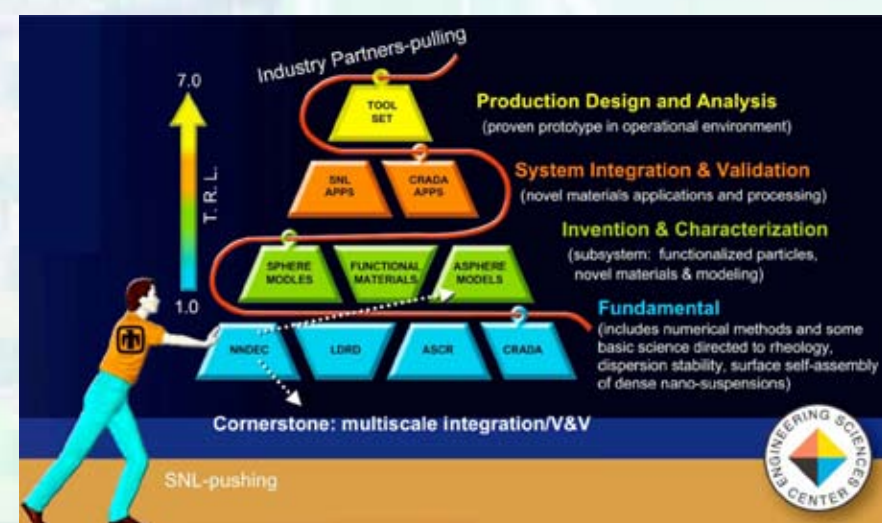 Industry Partners-pulling
7.0
T. R. L.
1.0
TOOL
SET
Production Design and Analysis
(proven prototype in operational environment)
SNL
APPS
CRADA
APPS
System Integration & Validation
(novel materials applications and processing)
SPHERE
MODLES
FUNCTIONAL
MATERIALS
ASPHERE
MODELS
Invention & Characterization
(subsystem: functionalized particles,
novel materials & modeling)
NNDEC
LDRD
ASCR
CRADA
Fundamental
(includes numerical methods and some
basic science directed to rheology,
dispersion stability, surface self-assembly
of dense nano-suspensions)
Cornerstone: multiscale integration/V&V
SNL-pushing
ENGINEERING SCIENCES
CENTER